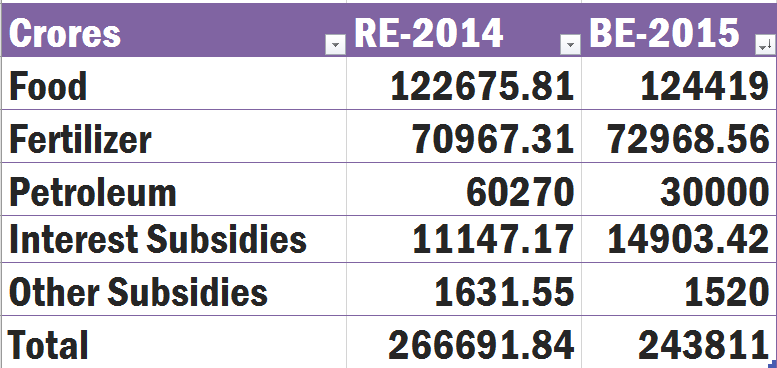 Crores RE-2014 BE-2015
Food 122675.81 124419
Fertilizer 70967.31 72968.56
Petroleum 60270 30000
Interest Subsidies 11147.17 14903.42
Other Subsidies 1631.55 1520
Total 266691.84 243811